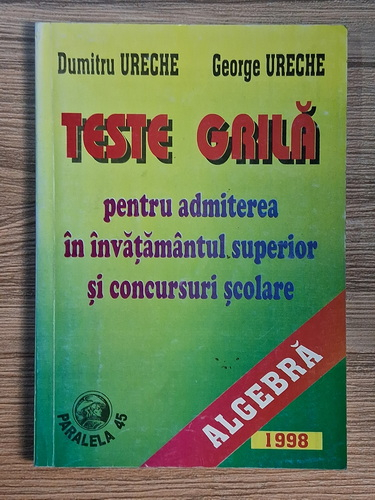 Dumitru URECHE George URECHE
TESTE GRILĂ
pentru admiterea
în învățământul superior
și concursuri școlare
ALGEBRĂ
1998
PARALELA 45